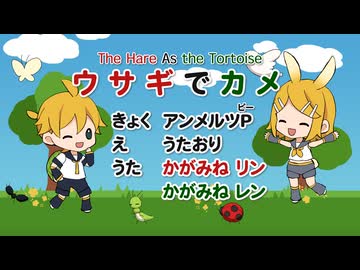 The Hare As the Tortoise
ウサギでカメ
きょく アンメルツP
ピー
え うたおり
うた かがみね リン
かがみね レン